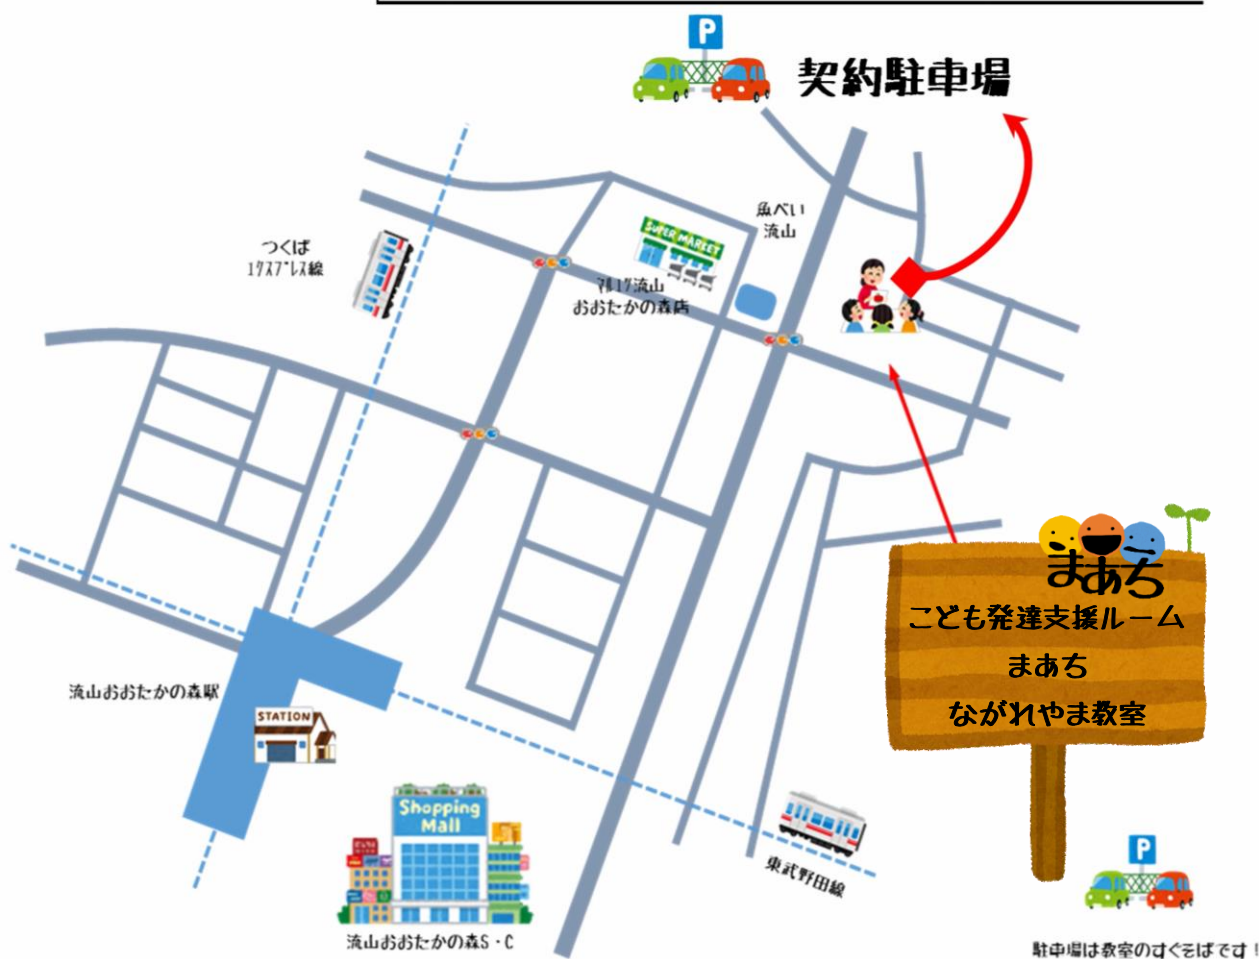 P
契約駐車場
魚べい
流山
SUPER MARKET
つくば
ｴｸｽﾌﾟﾚｽ線
ﾏﾙｴﾂ流山
おおたかの森店
まあち
こども発達支援ルーム
まあち
ながれやま教室
流山おおたかの森駅
STATION
Shopping
Mall
東武野田線
P
流山おおたかの森S・C
駐車場は教室のすぐそばです！